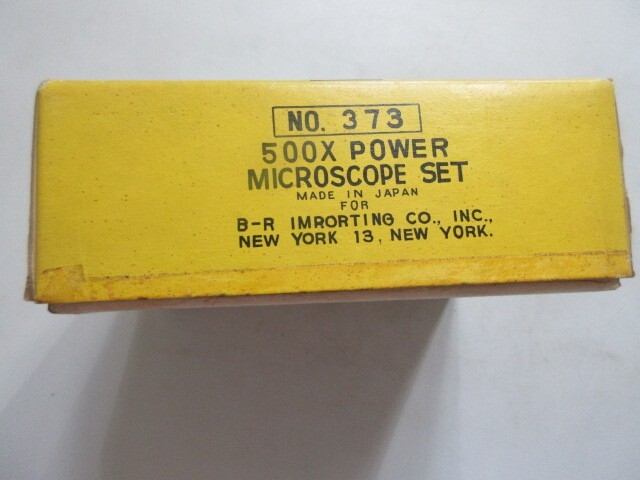 NO. 373
500X POWER
MICROSCOPE SET
MADE IN JAPAN
FOR
B-R IMRORTING CO., INC.,
NEW YORK 13, NEW YORK.